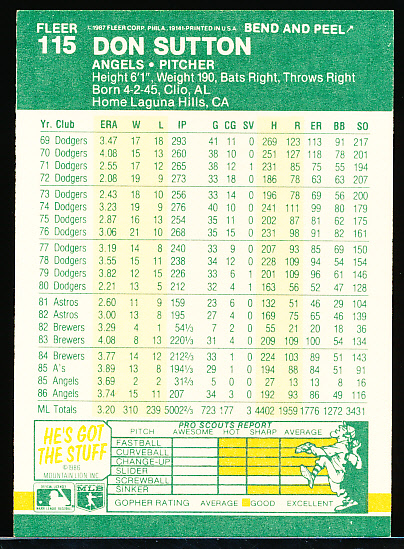 FLEER ©1987 FLEER CORP. PHILA., 19141-PRINTED IN U.S.A. BEND AND PEEL
115 DON SUTTON
ANGELS • PITCHER
Height 6'1", Weight 190, Bats Right, Throws Right
Born 4-2-45, Clio, AL
Home Laguna Hills, CA
Yr. Club ERA W L IP G CG SV H R ER BB SO
69 Dodgers 3.47 17 18 293 41 11 0 269 123 113 91 217
70 Dodgers 4.08 15 13 260 38 10 0 251 127 118 78 201
71 Dodgers 2.55 17 12 265 38 12 1 231 85 75 55 194
72 Dodgers 2.08 19 9 273 33 18 0 186 78 63 63 207
73 Dodgers 2.43 18 10 256 33 14 0 196 78 69 56 200
74 Dodgers 3.23 19 9 276 40 10 0 241 111 99 80 179
75 Dodgers 2.87 16 13 254 35 11 0 202 87 81 62 175
76 Dodgers 3.06 21 10 268 35 15 0 231 98 91 82 161
77 Dodgers 3.19 14 8 240 33 9 0 207 93 85 69 150
78 Dodgers 3.55 15 11 238 34 12 0 228 109 94 54 154
79 Dodgers 3.82 12 15 226 33 6 1 201 109 96 61 146
80 Dodgers 2.21 13 5 212 32 4 1 163 56 52 47 128
81 Astros 2.60 11 9 159 23 6 0 132 51 46 29 104
82 Astros 3.00 13 8 195 27 4 0 169 75 65 46 139
82 Brewers 3.29 4 1 54⅓ 7 2 0 55 21 20 18 36
83 Brewers 4.08 8 13 220⅓ 31 4 0 209 109 100 54 134
84 Brewers 3.77 14 12 212⅔ 33 1 0 224 103 89 51 143
85 A's 3.89 13 8 194⅓ 29 1 0 194 88 84 51 91
85 Angels 3.69 2 2 31⅔ 5 0 0 27 13 13 8 16
86 Angels 3.74 15 11 207 34 3 0 192 93 86 49 116
ML Totals 3.20 310 239 5002⅔ 723 177 3 4402 1959 1776 1272 3431
HE'S GOT
THE STUFF
©1986
MOUNTAIN LION INC.
PRO SCOUTS REPORT
PITCH AWESOME HOT SHARP AVERAGE
FASTBALL
CURVEBALL
CHANGE-UP
SLIDER
SCREWBALL
SINKER
GOPHER RATING AVERAGE GOOD EXCELLENT
MLB